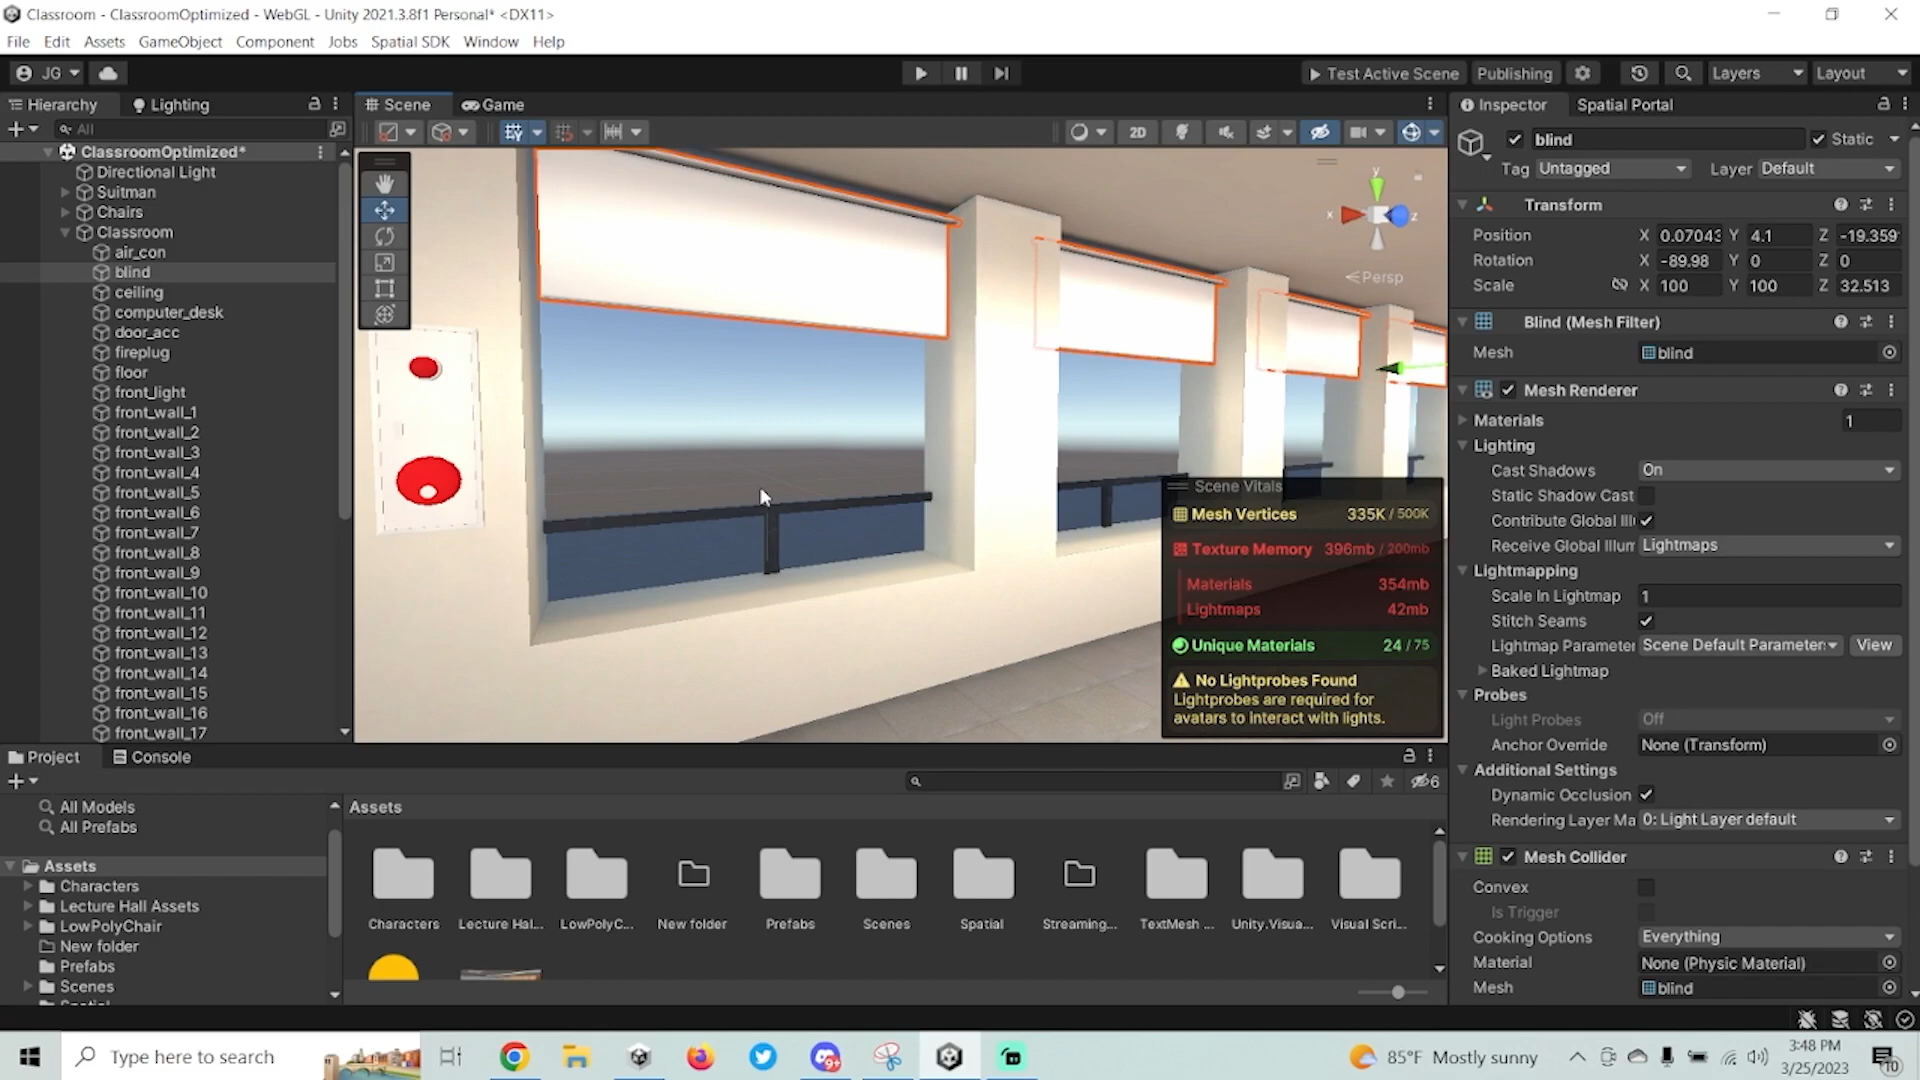 Classroom - ClassroomOptimized - WebGL - Unity 2021.3.8f1 Personal* <DX11>
File Edit Assets GameObject Component Jobs Spatial SDK Window Help
JG Test Active Scene Publishing Layers Layout
Hierarchy Lighting Scene Game Inspector Spatial Portal
All 2D blind Static
ClassroomOptimized*
Directional Light
Suitman
Chairs
Classroom
air_con
blind
ceiling
computer_desk
door_acc
fireplug
floor
front_light
front_wall_1
front_wall_2
front_wall_3
front_wall_4
front_wall_5
front_wall_6
front_wall_7
front_wall_8
front_wall_9
front_wall_10
front_wall_11
front_wall_12
front_wall_13
front_wall_14
front_wall_15
front_wall_16
front_wall_17
y
x z
Persp
Scene Vitals
Mesh Vertices 335K / 500K
Texture Memory 396mb / 200mb
Materials 354mb
Lightmaps 42mb
Unique Materials 24 / 75
No Lightprobes Found
Lightprobes are required for
avatars to interact with lights.
Tag Untagged Layer Default
Transform
Position X 0.07043 Y 4.1 Z -19.359
Rotation X -89.98 Y 0 Z 0
Scale X 100 Y 100 Z 32.513
Blind (Mesh Filter)
Mesh blind
Mesh Renderer
Materials 1
Lighting
Cast Shadows On
Static Shadow Cast
Contribute Global Illu
Receive Global Illum Lightmaps
Lightmapping
Scale In Lightmap 1
Stitch Seams
Lightmap Parameter Scene Default Parameter: View
Baked Lightmap
Probes
Light Probes Off
Anchor Override None (Transform)
Additional Settings
Dynamic Occlusion
Rendering Layer Ma 0: Light Layer default
Mesh Collider
Convex
Is Trigger
Cooking Options Everything
Material None (Physic Material)
Mesh blind
Project Console
6
All Models
All Prefabs
Assets
Characters
Lecture Hall Assets
LowPolyChair
New folder
Prefabs
Scenes
Assets
Characters Lecture Hal... LowPolyC... New folder Prefabs Scenes Spatial Streaming... TextMesh ... Unity.Visua... Visual Scri...
Type here to search 9+ 85°F Mostly sunny 3:48 PM
3/25/2023 10